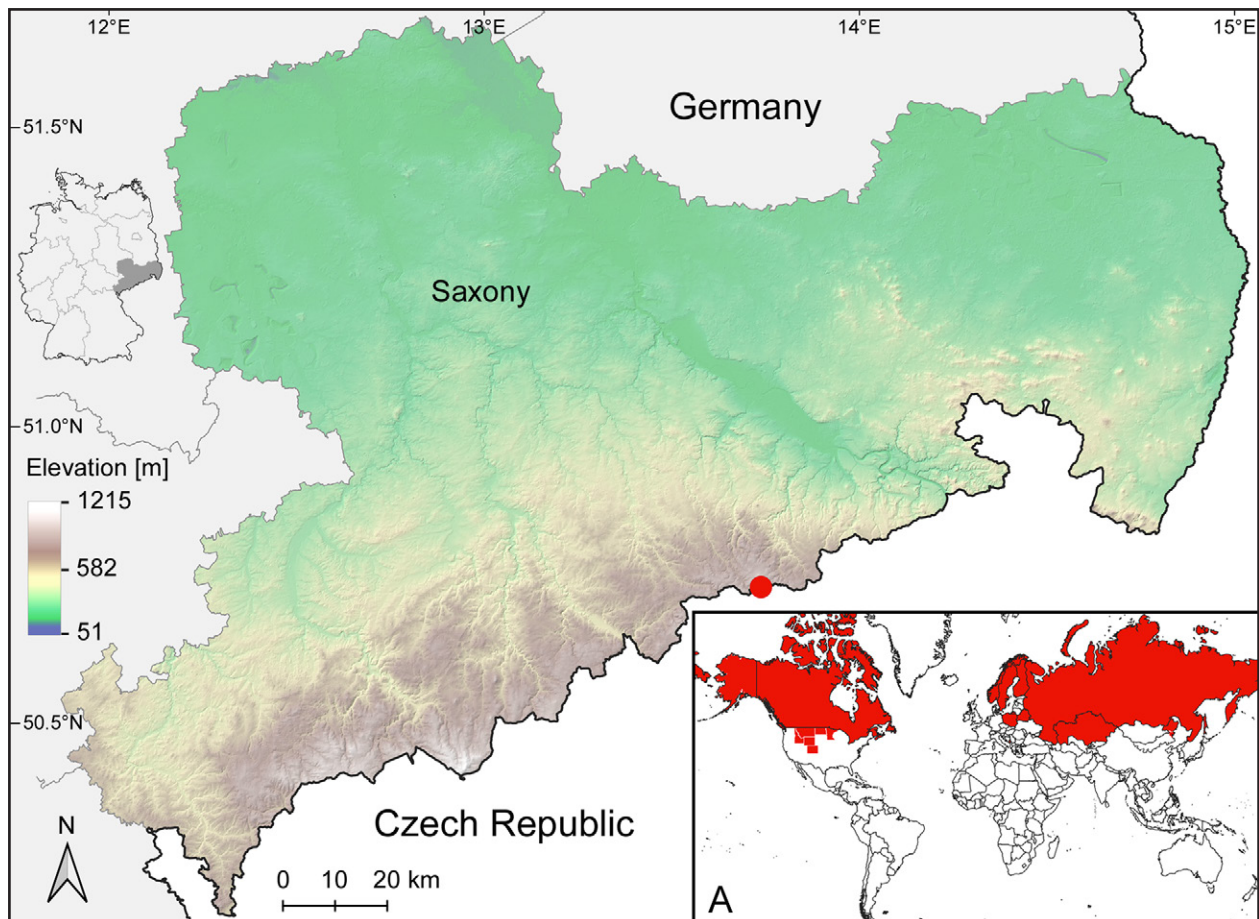 12°E
13°E
14°E
15°E
Germany
51.5°N
Saxony
51.0°N
Elevation [m]
1215
582
51
50.5°N
Czech Republic
N
0 10 20 km
A